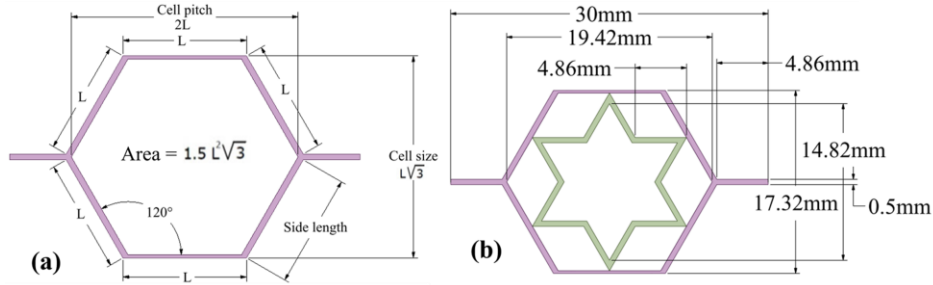 Cell pitch
2L
L
L
L
Area = 1.5 L²√3
Cell size
L√3
L
120°
Side length
(a)
L
30mm
19.42mm
4.86mm
4.86mm
14.82mm
17.32mm
0.5mm
(b)